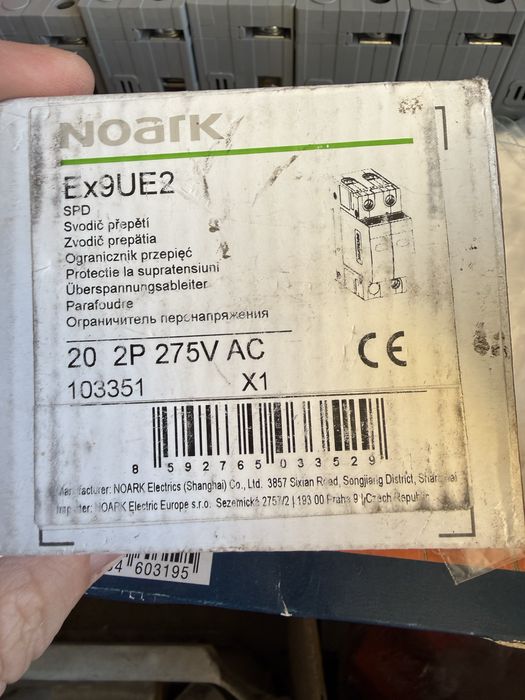 NOARK
Ex9UE2
SPD
Svodič přepětí
Zvodič prepätia
Ogranicznik przepięć
Protectie la supratensiuni
Überspannungsableiter
Parafoudre
Ограничитель перенапряжения
20 2P 275V AC
103351 X1
CE
8 592765 033529
Manufacturer: NOARK Electrics (Shanghai) Co., Ltd. 3857 Sixian Road, Songjiang District, Shanghai
Importer: NOARK Electric Europe s.r.o. Sezemická 2757/2 | 193 00 Praha 9 | Czech Republic
4 603195